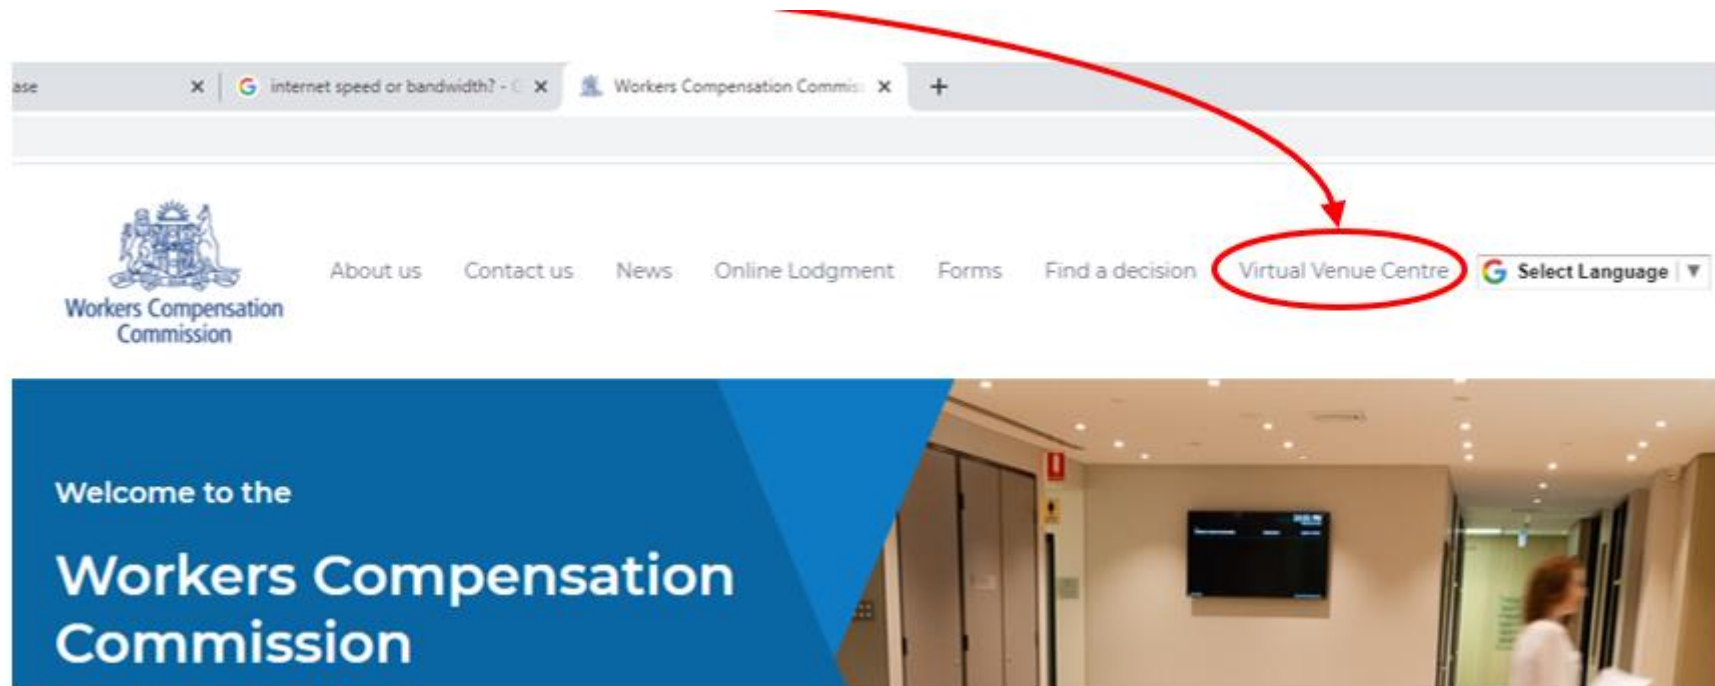 ase
internet speed or bandwidth? - G
Workers Compensation Commis
About us
Contact us
News
Online Lodgment
Forms
Find a decision
Virtual Venue Centre
Select Language
Workers Compensation
Commission
Welcome to the
Workers Compensation
Commission